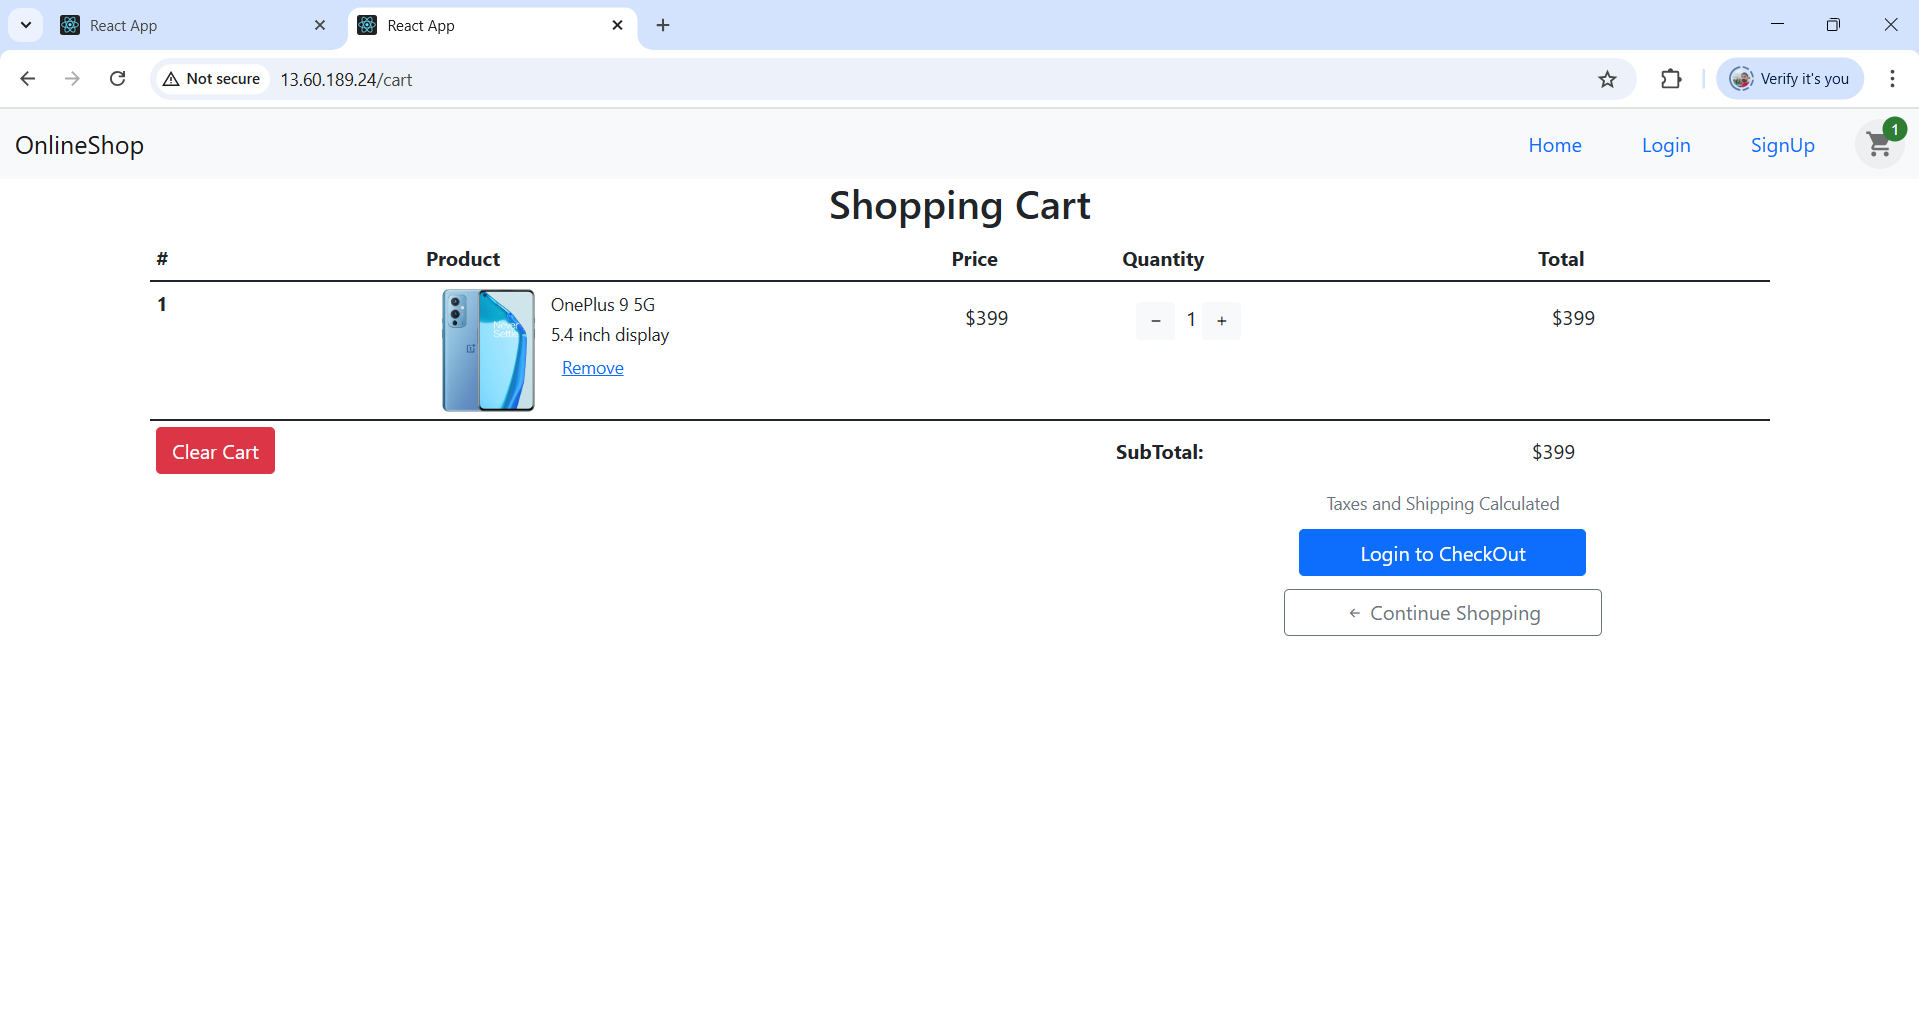 React App
React App
Not secure 13.60.189.24/cart Verify it's you
OnlineShop Home Login SignUp 1
Shopping Cart
# Product Price Quantity Total
1 OnePlus 9 5G $399 − 1 + $399
5.4 inch display
Remove
Never
Settle
Clear Cart SubTotal: $399
Taxes and Shipping Calculated
Login to CheckOut
← Continue Shopping